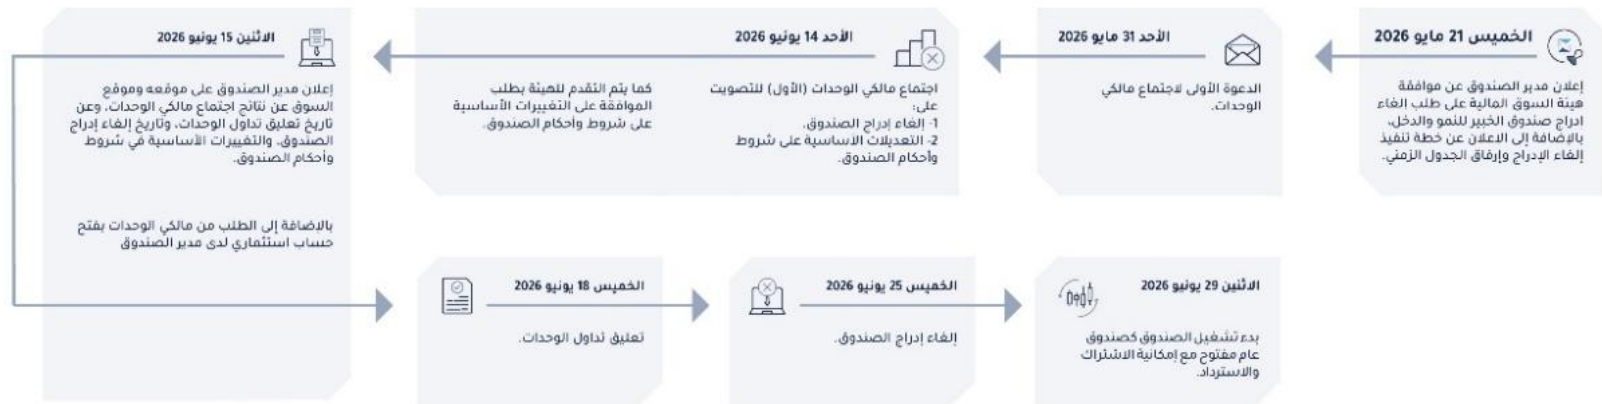 الخميس 21 مايو 2026
إعلان مدير الصندوق عن موافقة
هيئة السوق المالية على طلب إلغاء
ادراج صندوق الخبير للنمو والدخل،
بالإضافة إلى الاعلان عن خطة تنفيذ
إلغاء الإدراج وإرفاق الجدول الزمني.
الأحد 31 مايو 2026
الدعوة الأولى لاجتماع مالكي
الوحدات.
الأحد 14 يونيو 2026
اجتماع مالكي الوحدات (الأول) للتصويت
على:
1- إلغاء إدراج الصندوق.
2- التعديلات الأساسية على شروط
وأحكام الصندوق.
كما يتم التقدم للهيئة بطلب
الموافقة على التغييرات الأساسية
على شروط وأحكام الصندوق.
الاثنين 15 يونيو 2026
إعلان مدير الصندوق على موقعه وموقع
السوق عن نتائج اجتماع مالكي الوحدات، وعن
تاريخ تعليق تداول الوحدات، وتاريخ إلغاء إدراج
الصندوق، والتغييرات الأساسية في شروط
وأحكام الصندوق.
بالإضافة إلى الطلب من مالكي الوحدات بفتح
حساب استثماري لدى مدير الصندوق
الخميس 18 يونيو 2026
تعليق تداول الوحدات.
الخميس 25 يونيو 2026
إلغاء إدراج الصندوق.
الاثنين 29 يونيو 2026
بدء تشغيل الصندوق كصندوق
عام مفتوح مع إمكانية الاشتراك
والاسترداد.